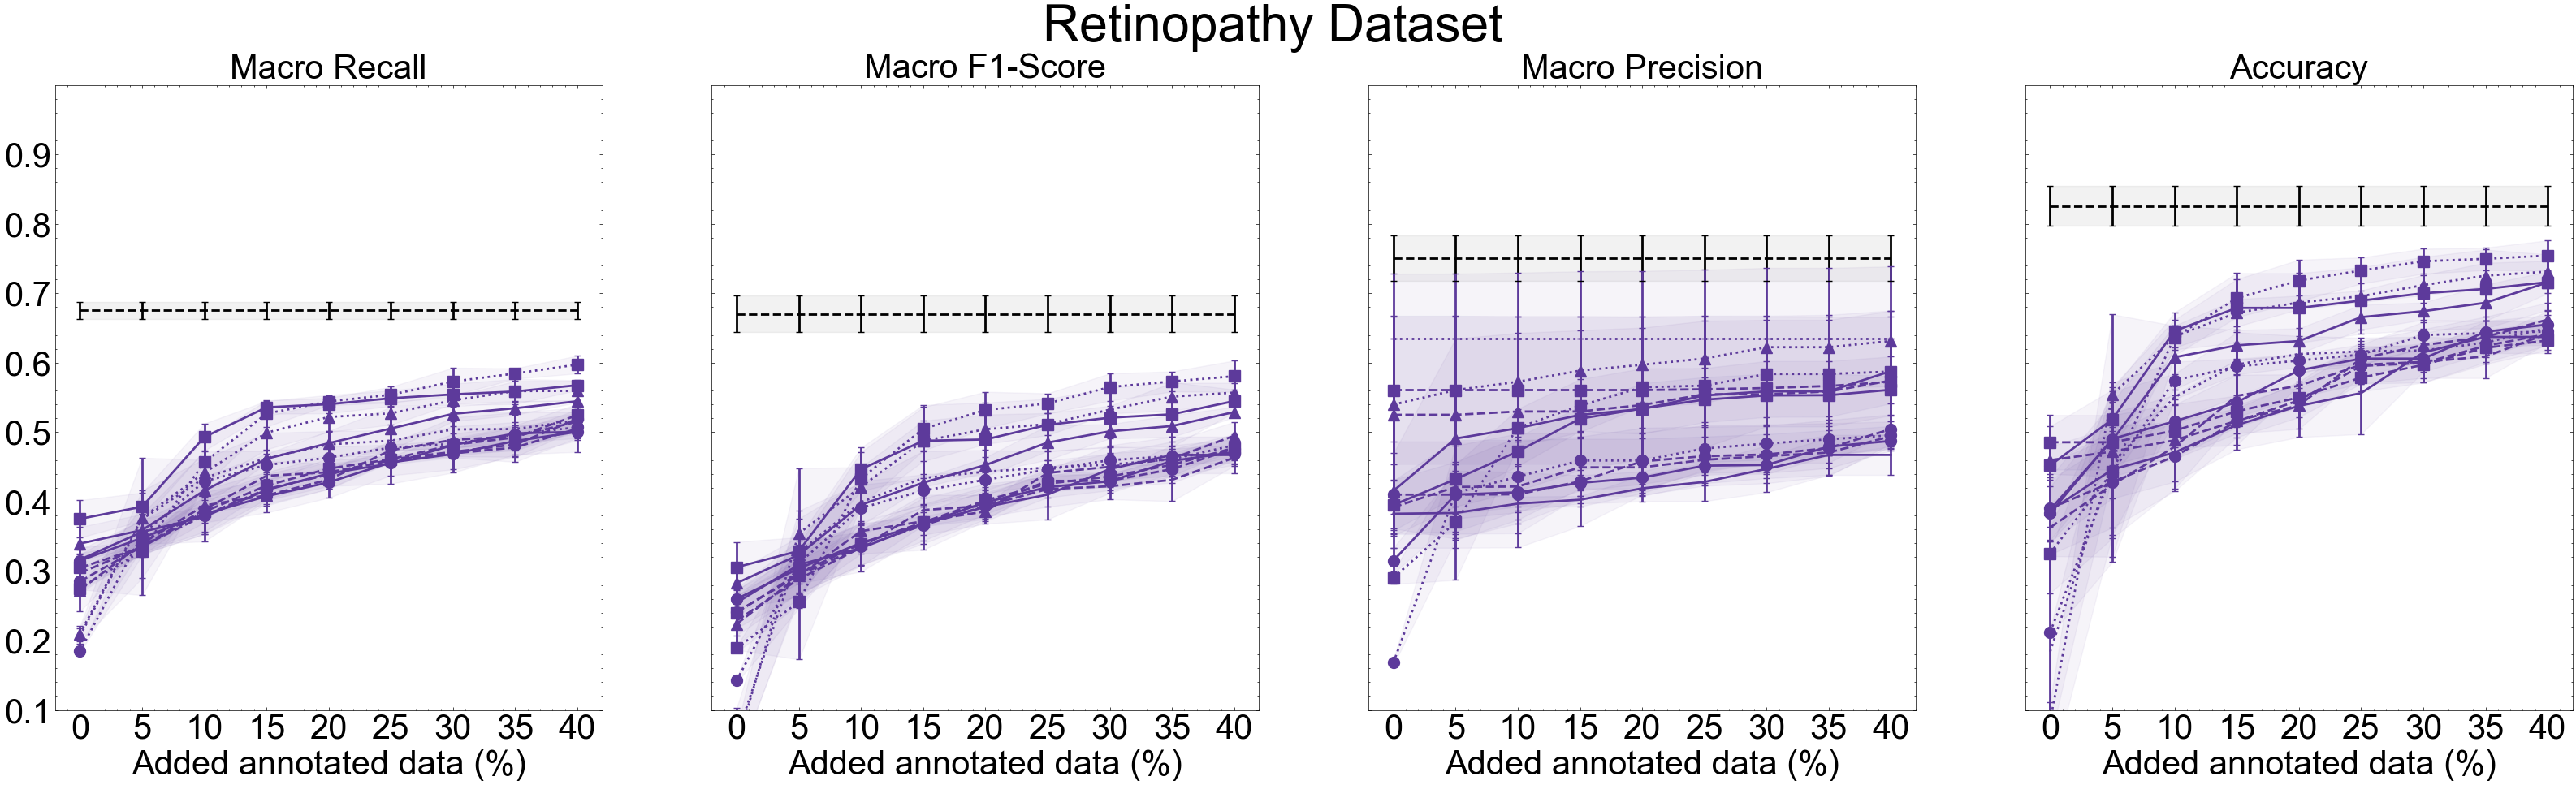 Retinopathy Dataset
Macro Recall
Macro F1-Score
Macro Precision
Accuracy
0.9
0.8
0.7
0.6
0.5
0.4
0.3
0.2
0.1
0 5 10 15 20 25 30 35 40
0 5 10 15 20 25 30 35 40
0 5 10 15 20 25 30 35 40
0 5 10 15 20 25 30 35 40
Added annotated data (%)
Added annotated data (%)
Added annotated data (%)
Added annotated data (%)